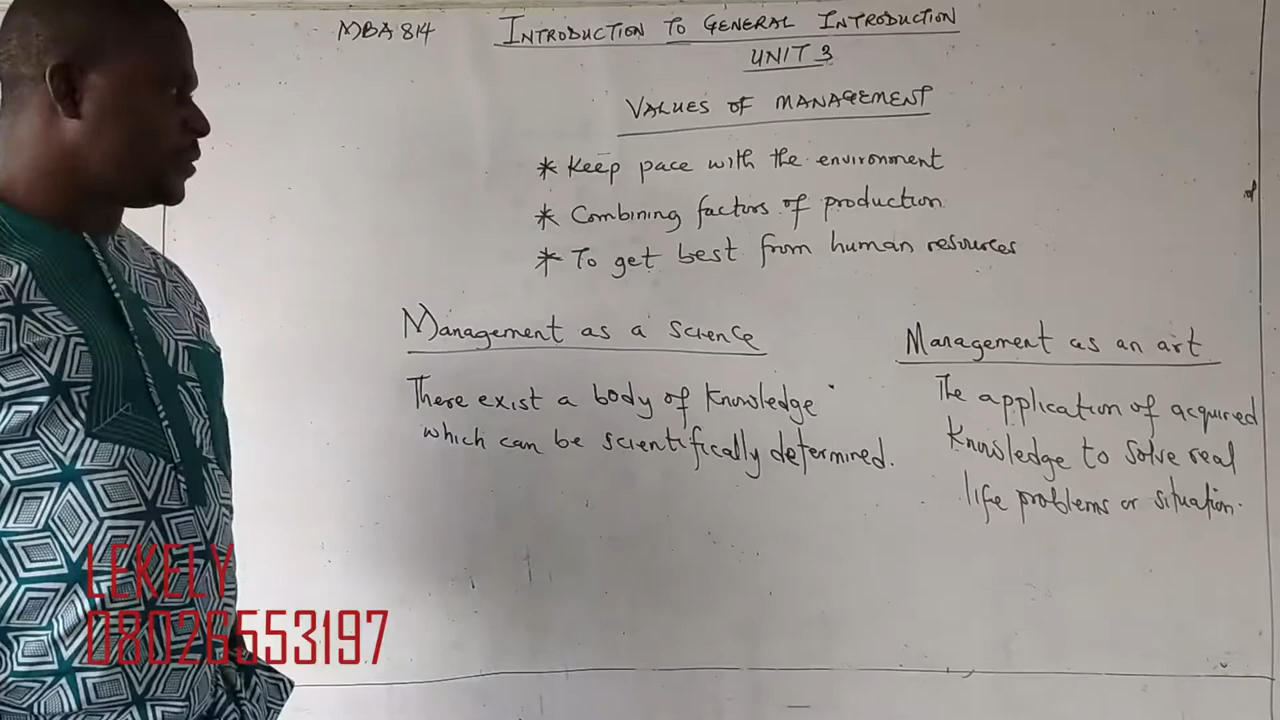 MBA 814
INTRODUCTION TO GENERAL INTRODUCTION
UNIT 3
VALUES OF MANAGEMENT
* Keep pace with the environment
* Combining factors of production
* To get best from human resources
Management as a science
There exist a body of knowledge
which can be scientifically determined.
Management as an art
The application of acquired
knowledge to solve real
life problems or situation.
LEKELY
08026553197